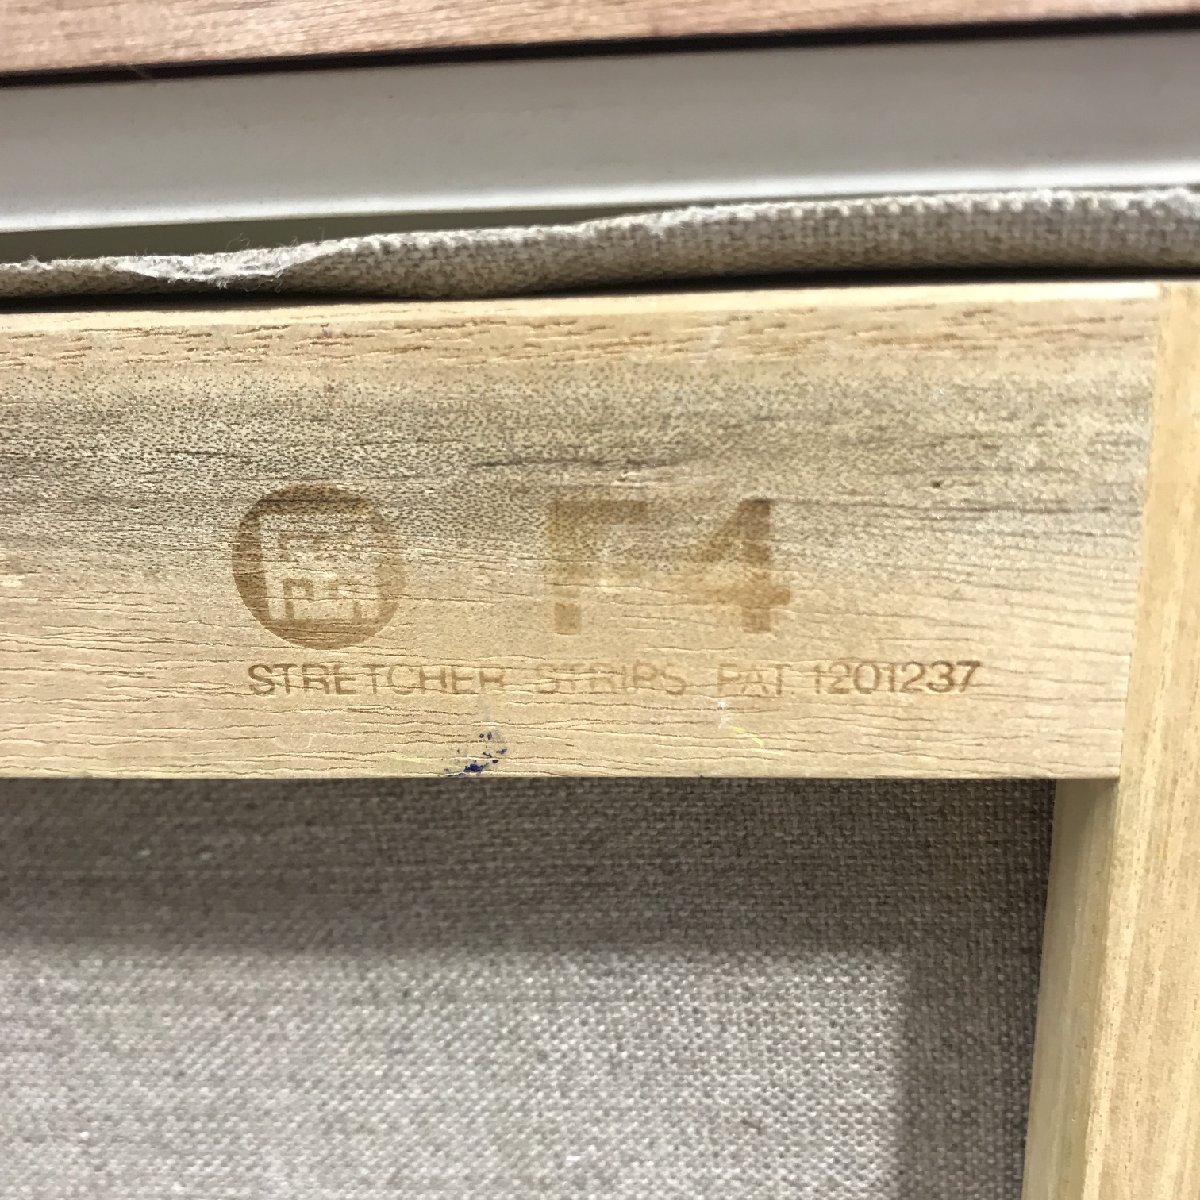 F4
STRETCHER STRIPS PAT. 1201237